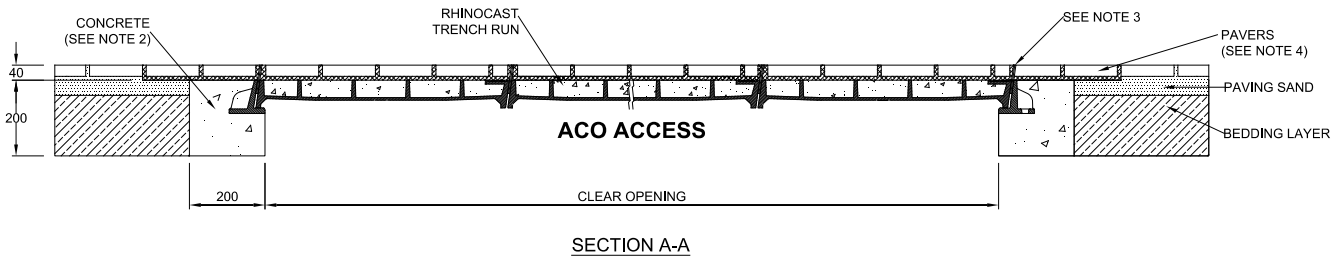 CONCRETE
(SEE NOTE 2)
RHINOCAST
TRENCH RUN
SEE NOTE 3
PAVERS
(SEE NOTE 4)
40
PAVING SAND
200
BEDDING LAYER
ACO ACCESS
200
CLEAR OPENING
SECTION A-A